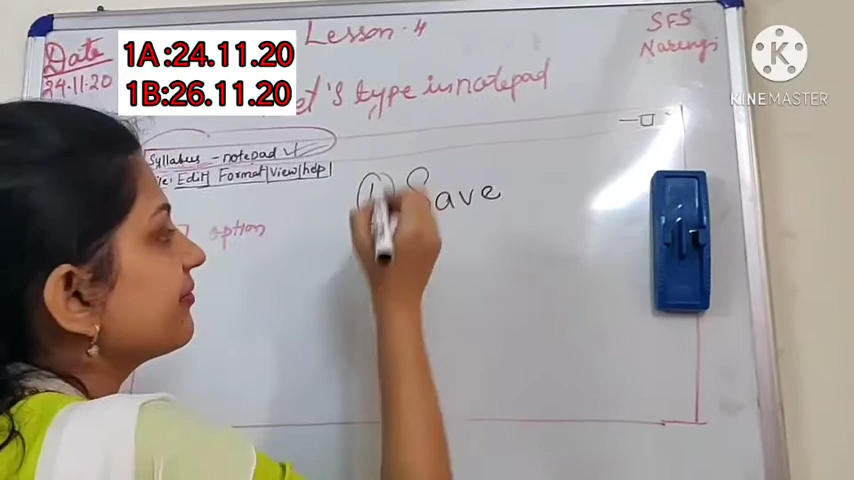 Date
24.11.20
1A:24.11.20
1B:26.11.20
Lesson - 4
SFS
Narengi
Let's type in notepad
Syllabus - notepad
Edit Format View help
option
1 Save
K
KINEMASTER